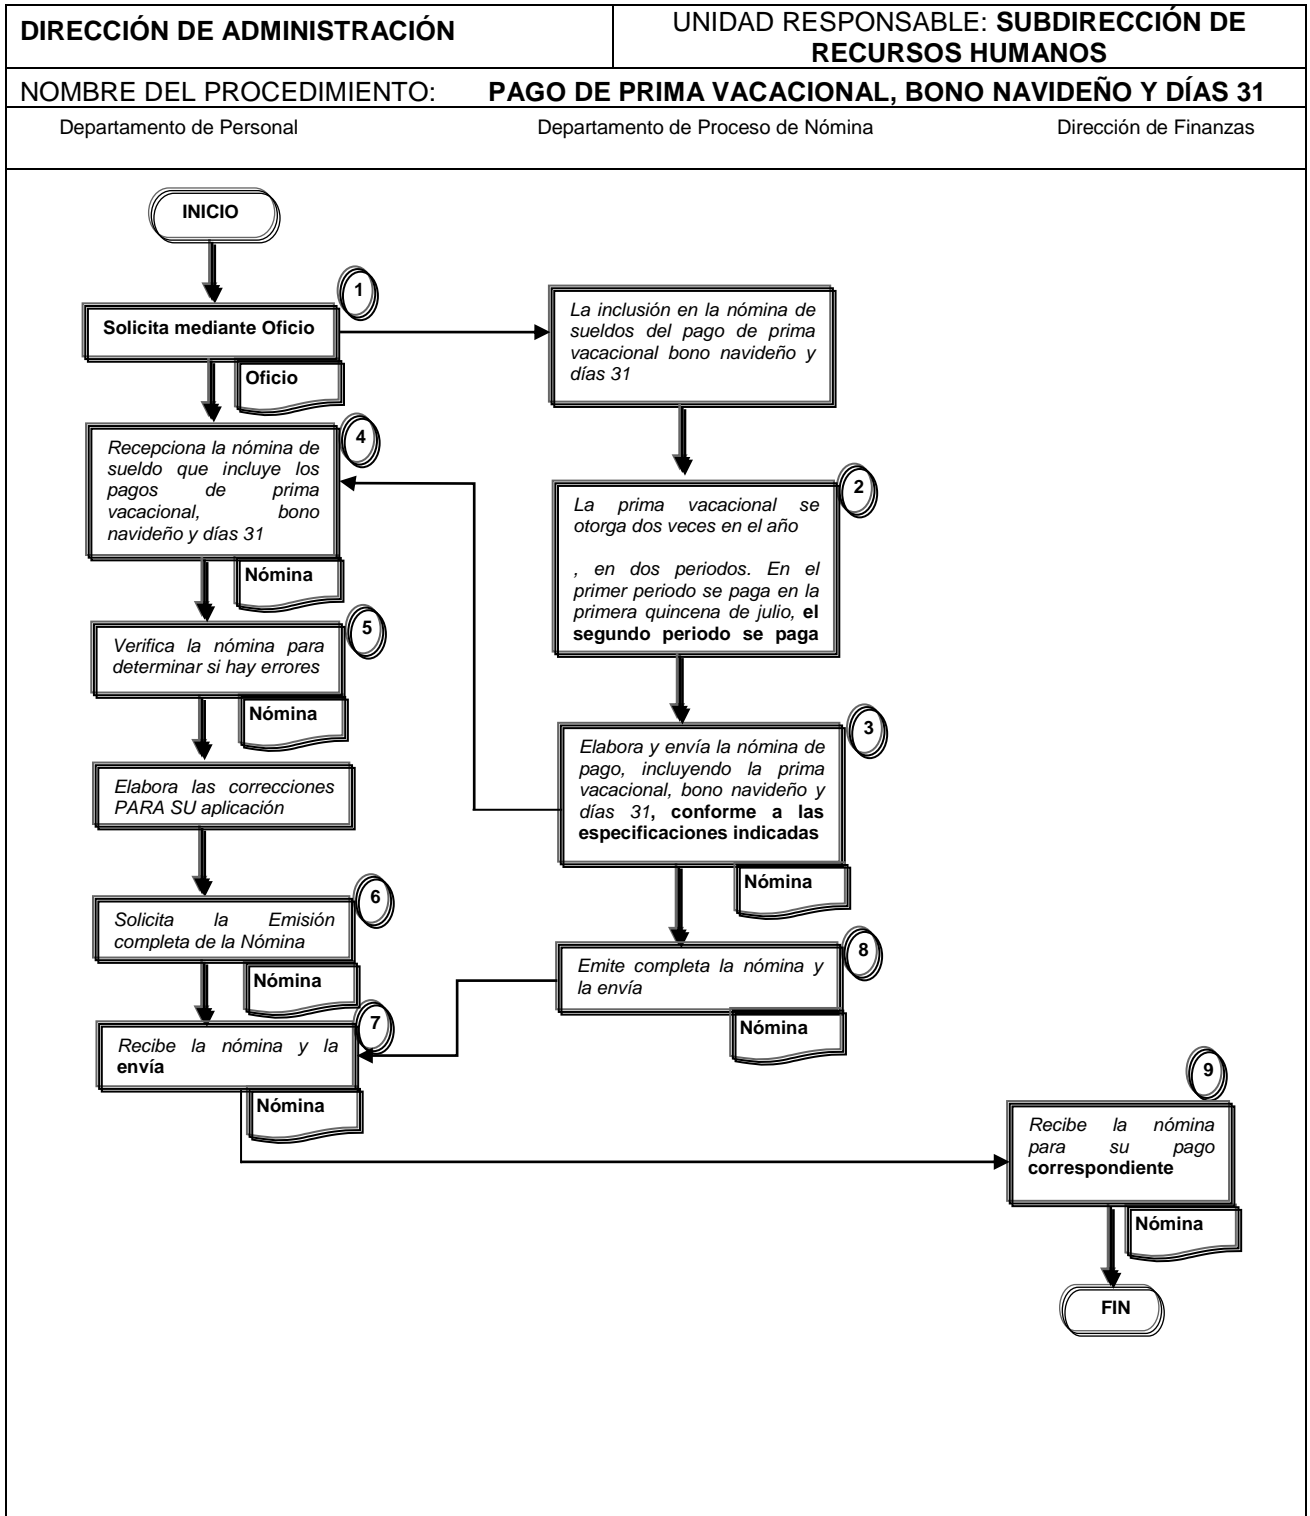 DIRECCIÓN DE ADMINISTRACIÓN
UNIDAD RESPONSABLE: SUBDIRECCIÓN DE
RECURSOS HUMANOS
NOMBRE DEL PROCEDIMIENTO: PAGO DE PRIMA VACACIONAL, BONO NAVIDEÑO Y DÍAS 31
Departamento de Personal
Departamento de Proceso de Nómina
Dirección de Finanzas
INICIO
1
Solicita mediante Oficio
Oficio
La inclusión en la nómina de
sueldos del pago de prima
vacacional bono navideño y
días 31
4
Recepciona la nómina de
sueldo que incluye los
pagos de prima
vacacional, bono
navideño y días 31
Nómina
2
La prima vacacional se
otorga dos veces en el año
, en dos periodos. En el
primer periodo se paga en la
primera quincena de julio, el
segundo periodo se paga
5
Verifica la nómina para
determinar si hay errores
Nómina
3
Elabora y envía la nómina de
pago, incluyendo la prima
vacacional, bono navideño y
días 31, conforme a las
especificaciones indicadas
Nómina
Elabora las correcciones
PARA SU aplicación
6
Solicita la Emisión
completa de la Nómina
Nómina
8
Emite completa la nómina y
la envía
Nómina
7
Recibe la nómina y la
envía
Nómina
9
Recibe la nómina
para su pago
correspondiente
Nómina
FIN